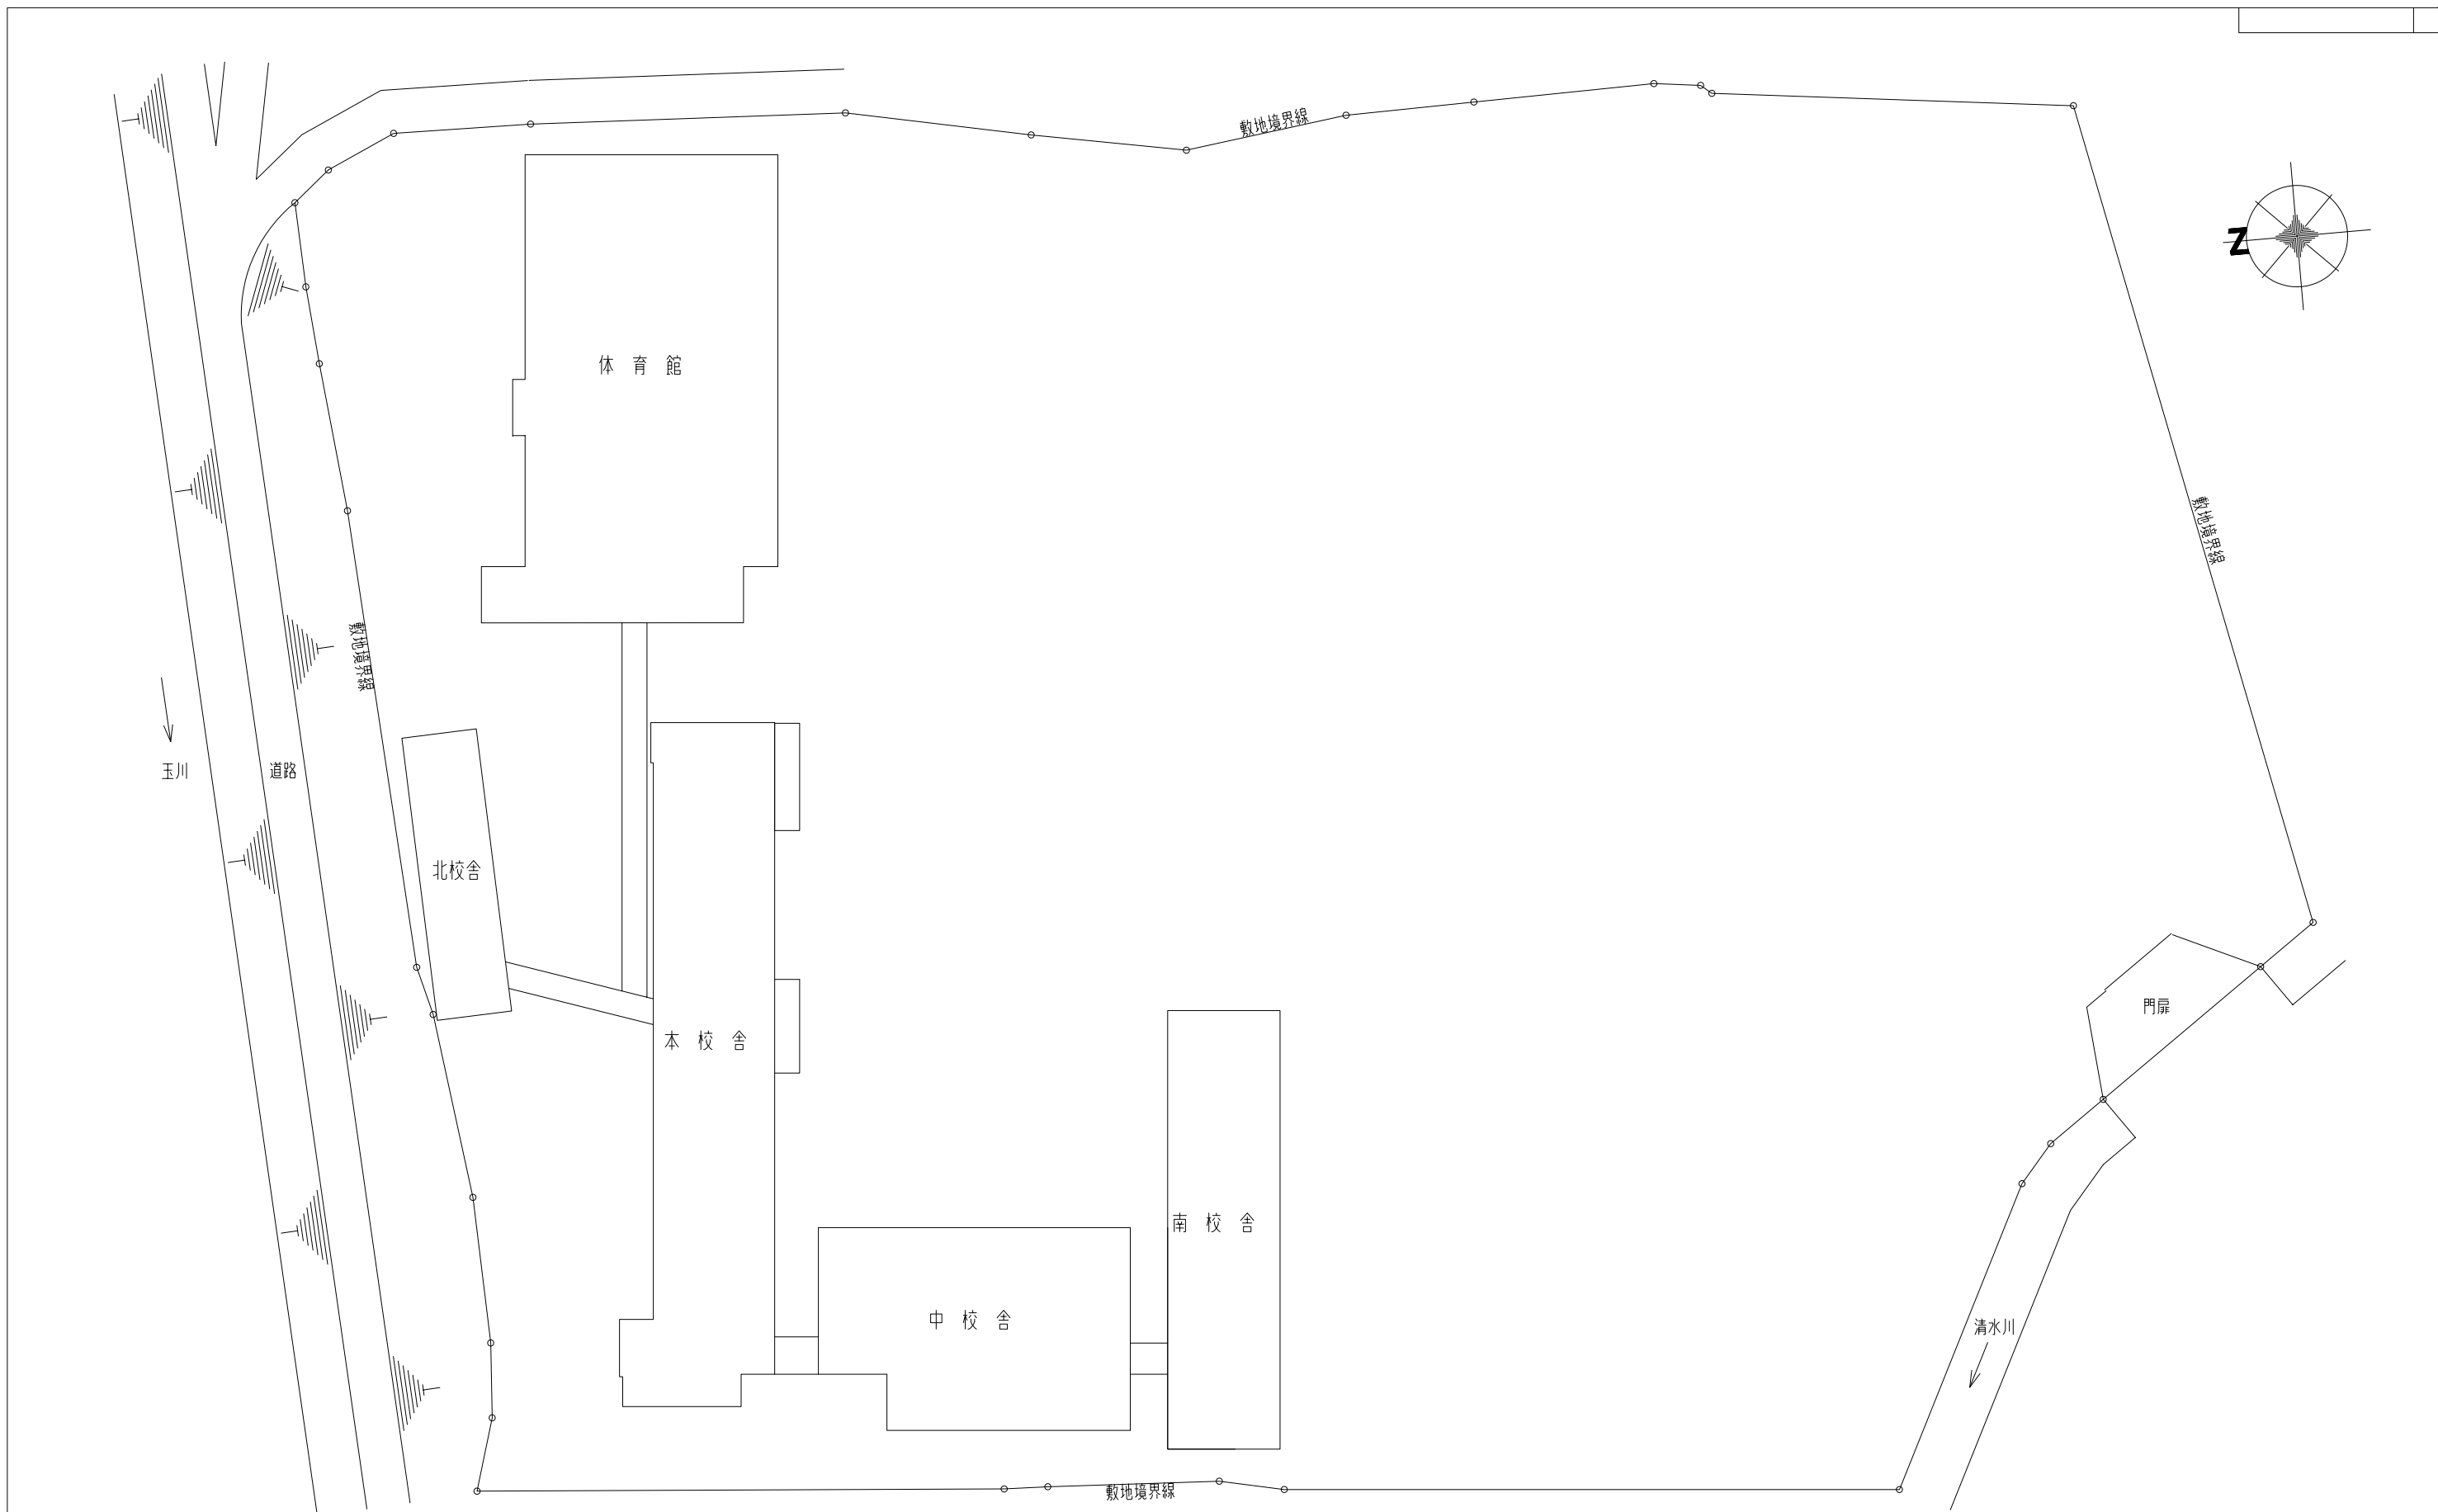 敷地境界線
Z
体 育 館
敷地境界線
敷地境界線
玉川
道路
北校舎
門扉
本 校 舎
南 校 舎
中 校 舎
清水川
敷地境界線